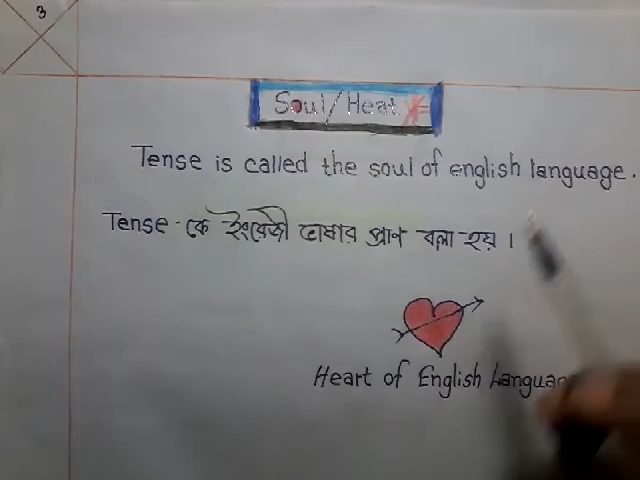 3
Soul/Heat
Tense is called the soul of english language.
Tense - কে ইংরেজী ভাষার প্রান বলা হয়।
Heart of English